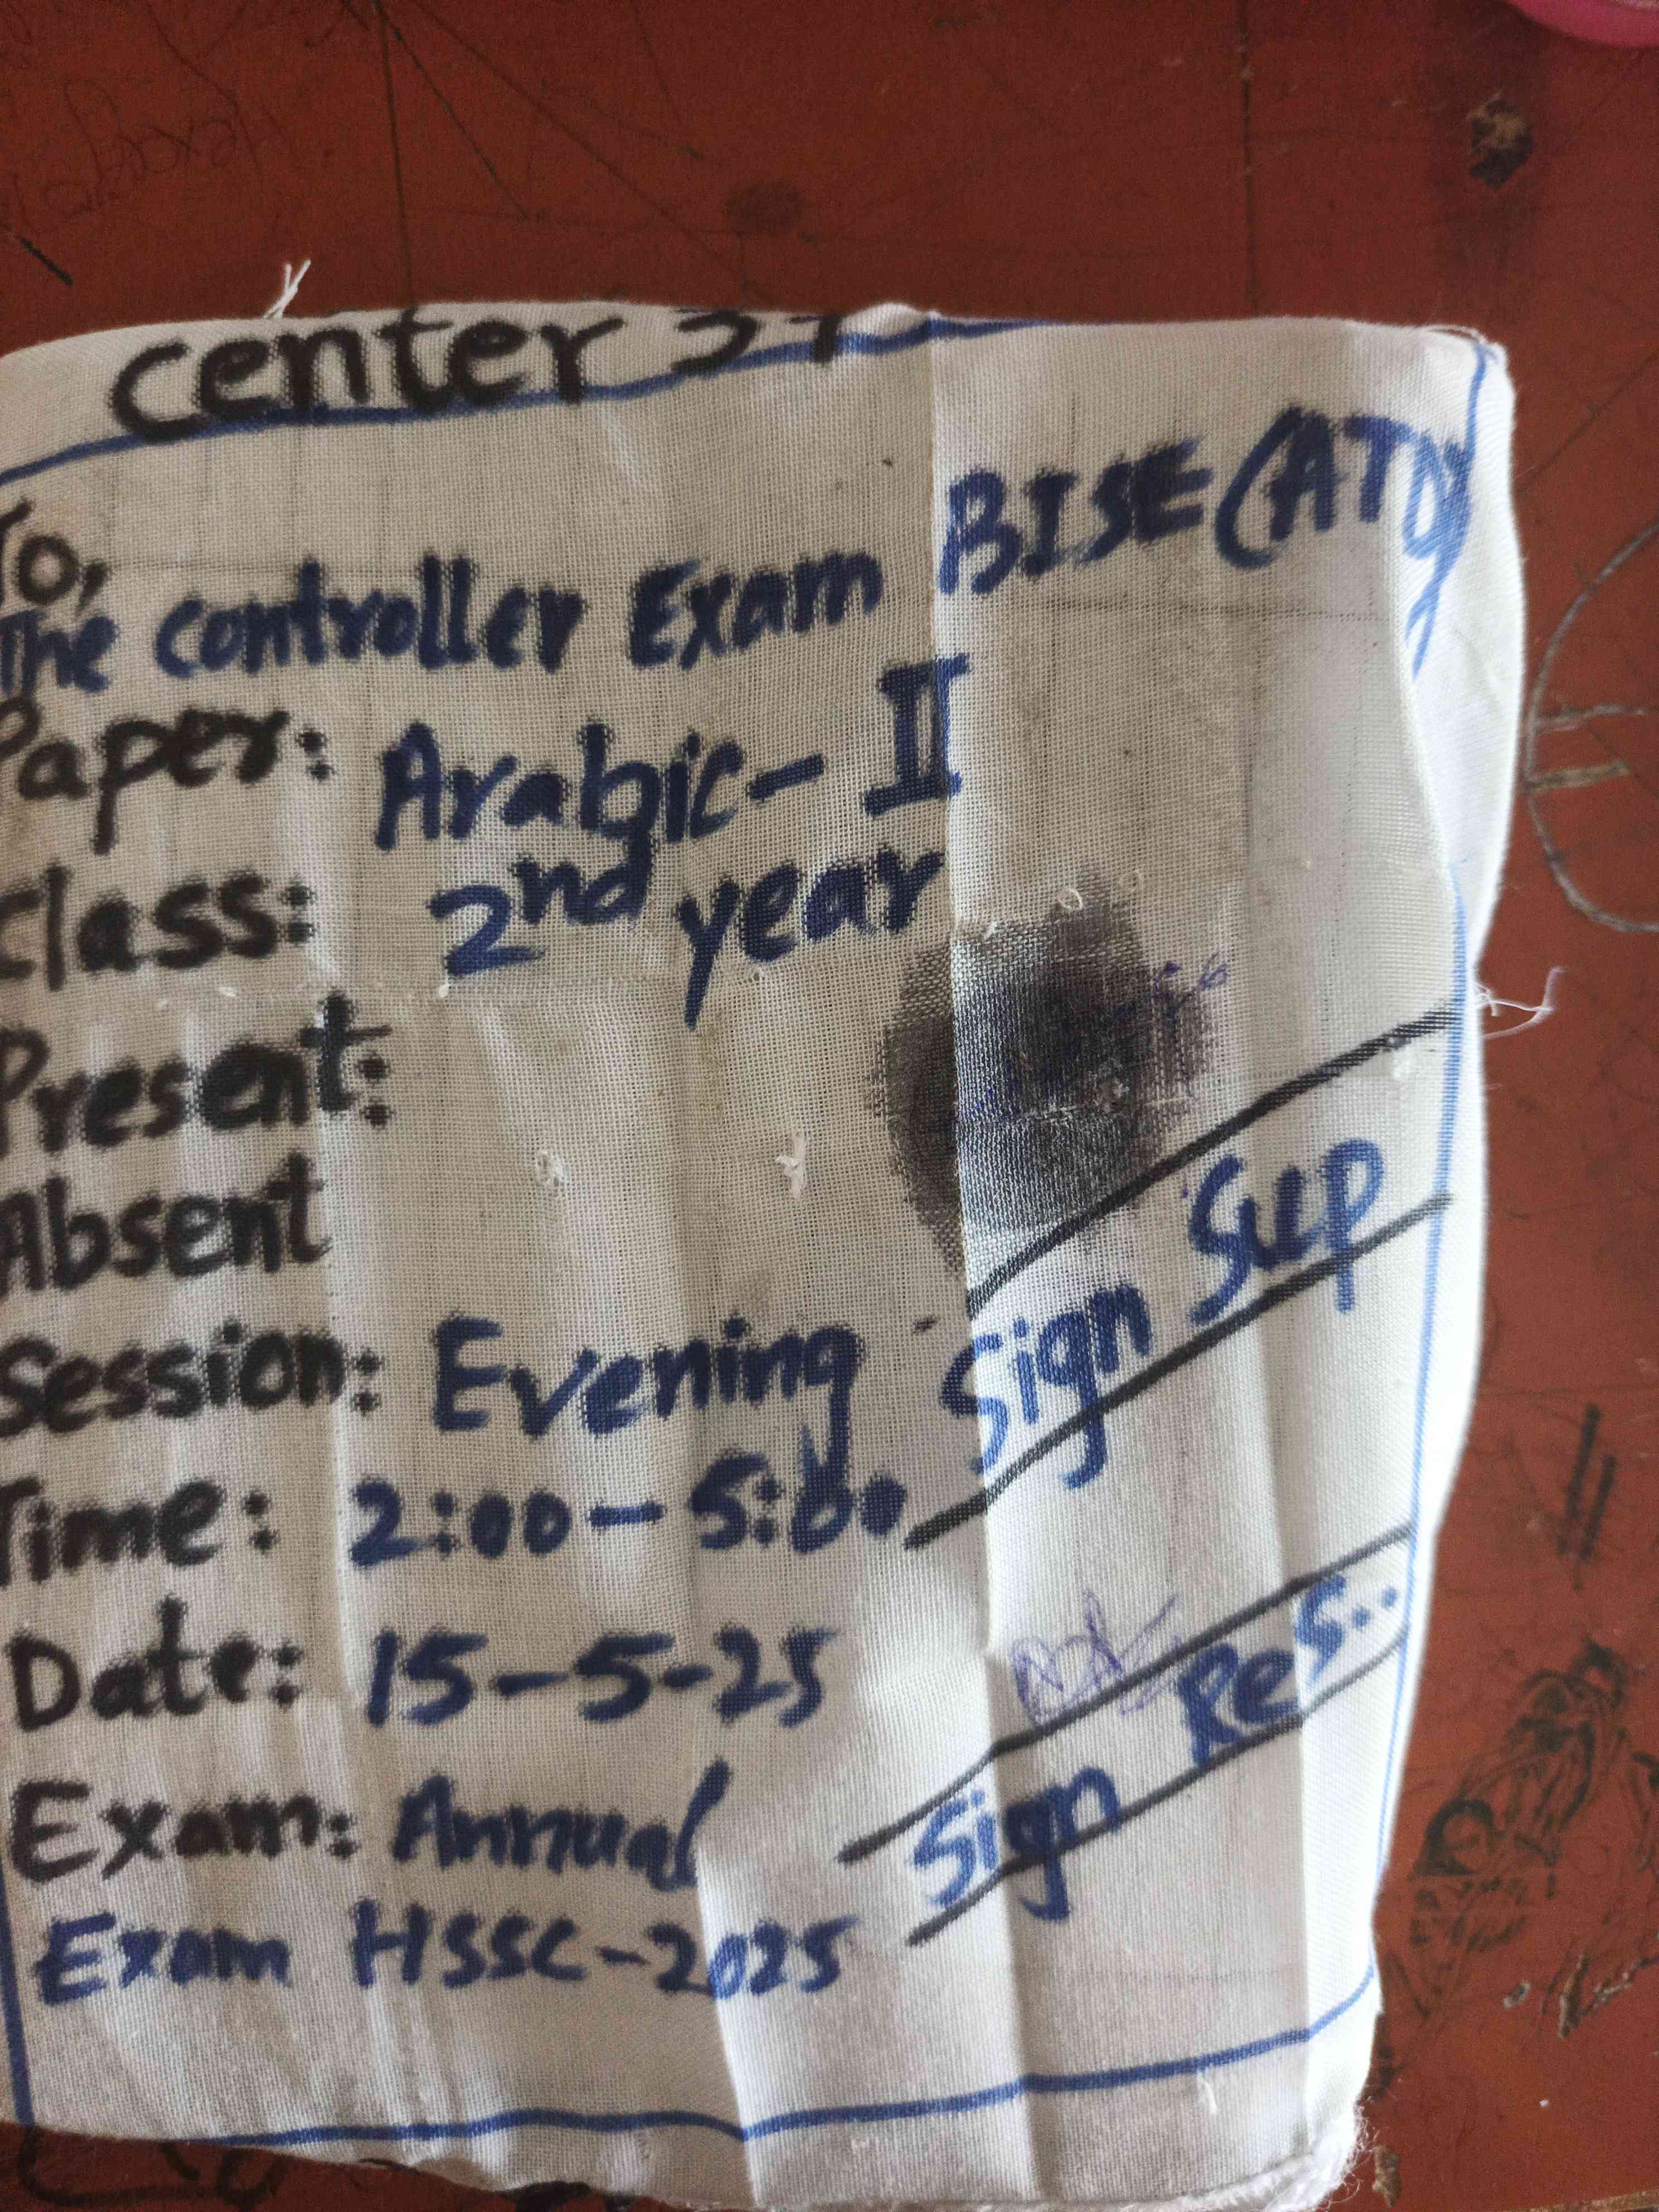 center
To,
The controller Exam BISE (ATD)
Paper: Arabic - II
Class: 2nd year
Present:
Absent
Session: Evening
Sign Sup
Time: 2:00 - 5:00
Date: 15-5-25
Sign Res..
Exam: Annual
Exam HSSC-2025